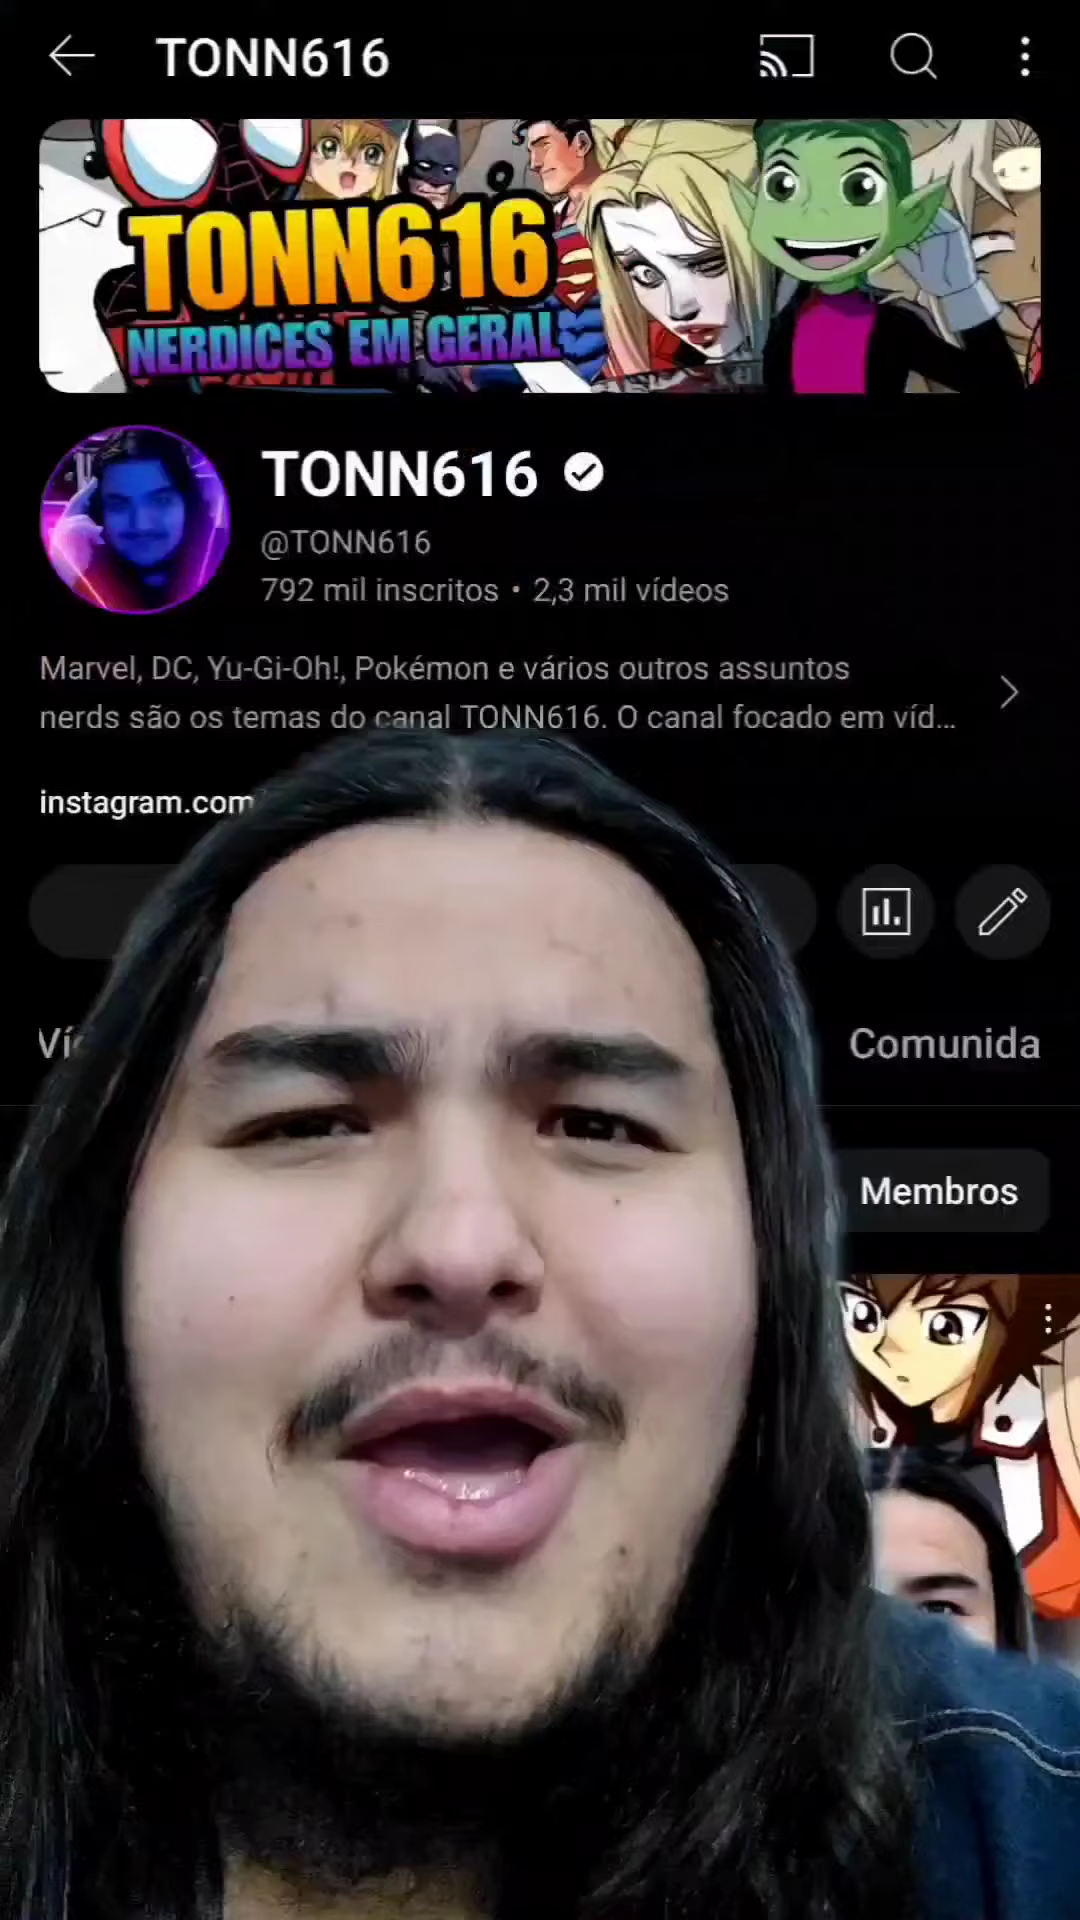 TONN616
TONN616
NERDICES EM GERAL
TONN616
@TONN616
792 mil inscritos • 2,3 mil vídeos
Marvel, DC, Yu-Gi-Oh!, Pokémon e vários outros assuntos
nerds são os temas do canal TONN616. O canal focado em víd...
instagram.com
Comunida
Membros